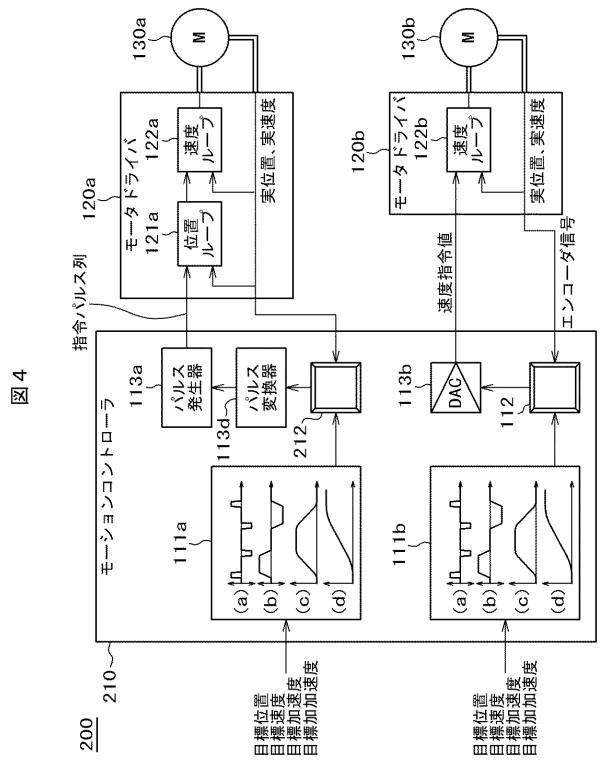 図4
200
210
モーションコントローラ
目標位置
目標速度
目標加速度
目標加加速度
111a
(a)
(b)
(c)
(d)
212
113d
パルス
変換器
113a
パルス
発生器
指令パルス列
120a
モータドライバ
121a
位置
ループ
122a
速度
ループ
実位置、実速度
130a
M
目標位置
目標速度
目標加速度
目標加加速度
111b
(a)
(b)
(c)
(d)
112
113b
DAC
速度指令値
エンコーダ信号
120b
モータドライバ
122b
速度
ループ
実位置、実速度
130b
M